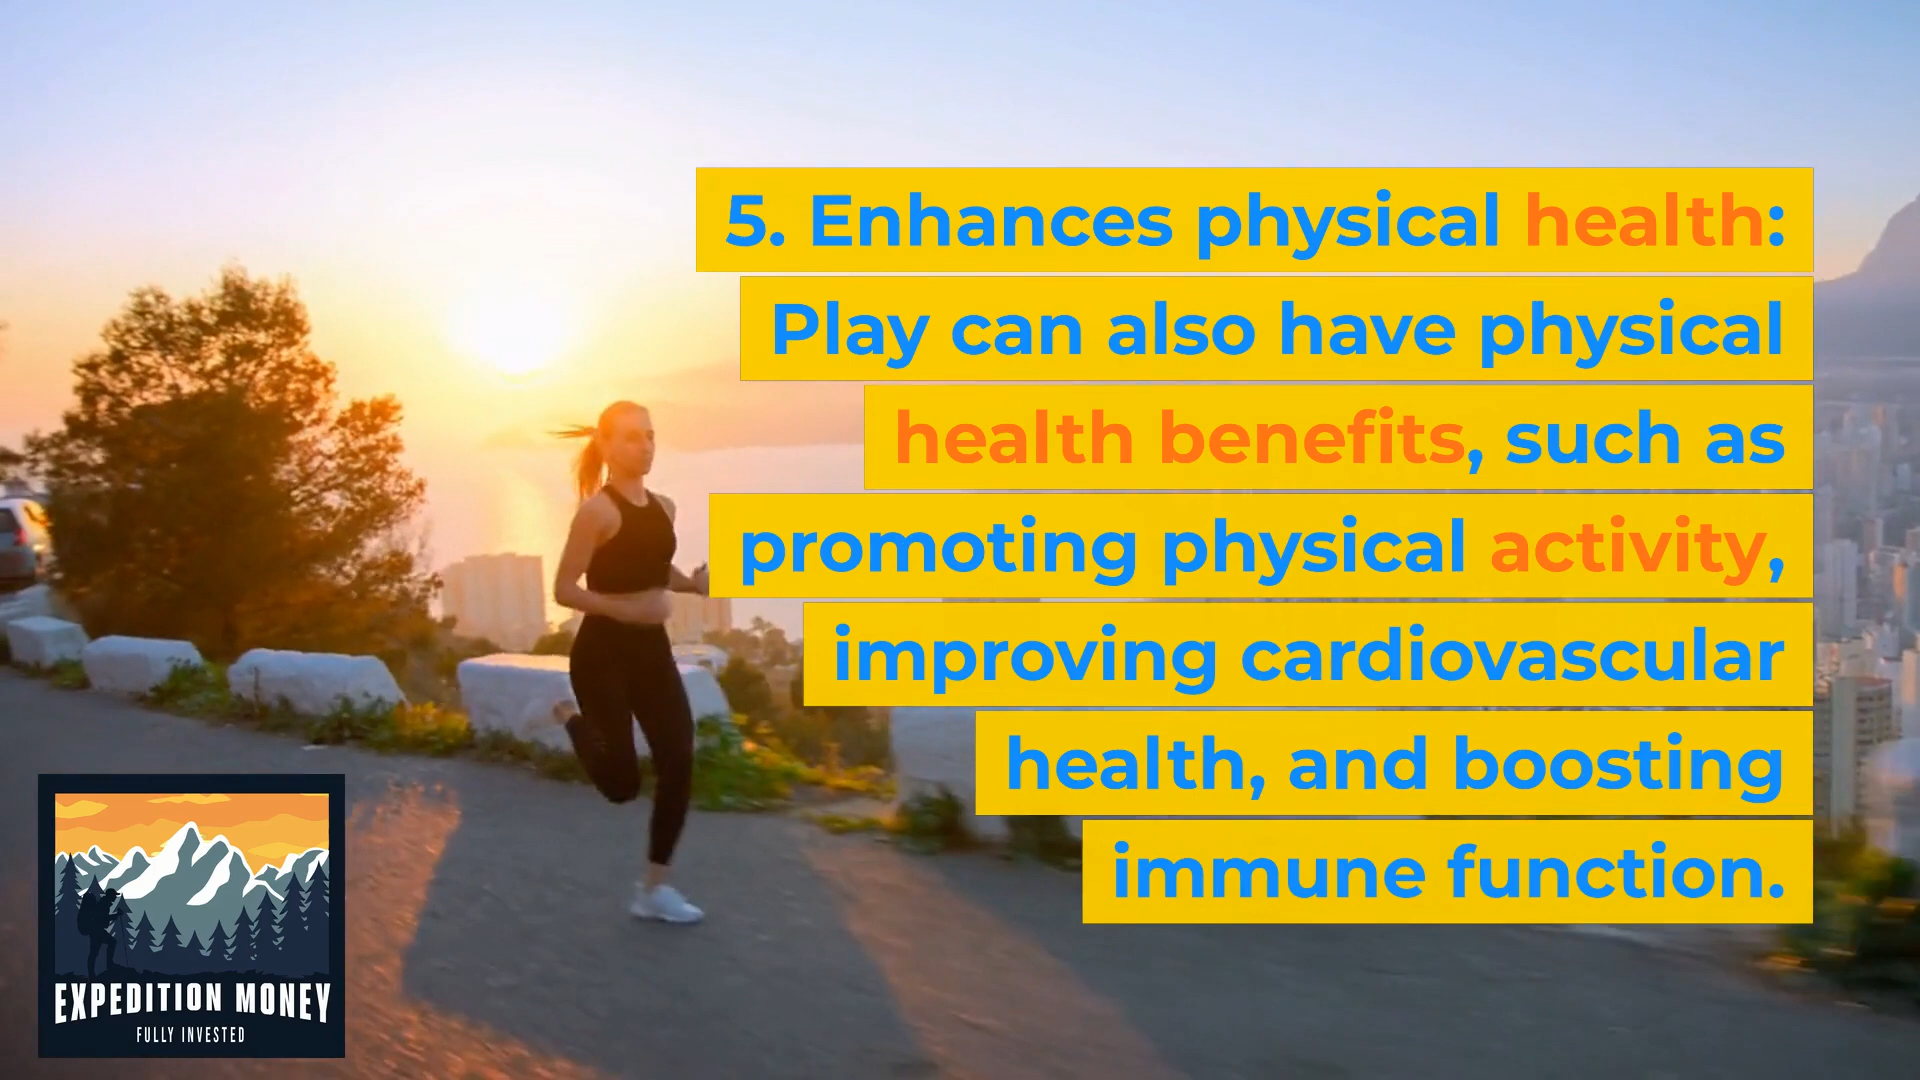 5. Enhances physical health:
Play can also have physical
health benefits, such as
promoting physical activity,
improving cardiovascular
health, and boosting
immune function.
EXPEDITION MONEY
FULLY INVESTED